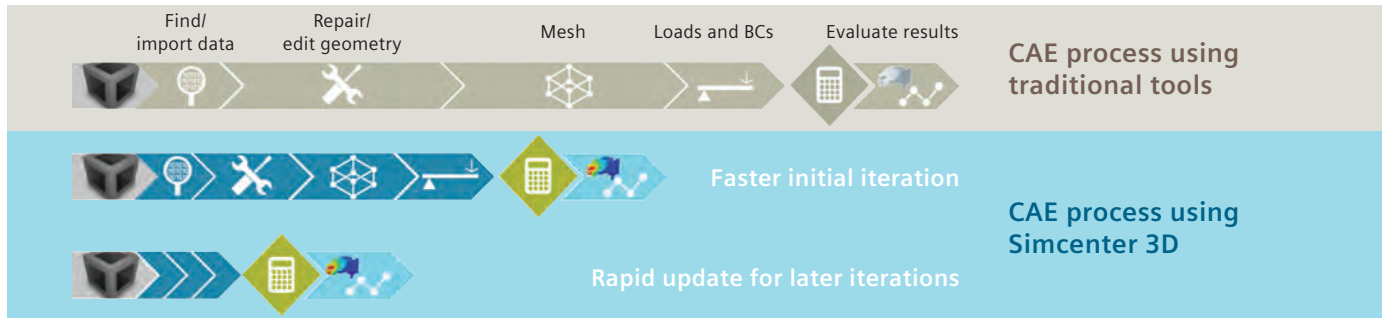 Find/
import data
Repair/
edit geometry
Mesh
Loads and BCs
Evaluate results
CAE process using
traditional tools
Faster initial iteration
CAE process using
Simcenter 3D
Rapid update for later iterations